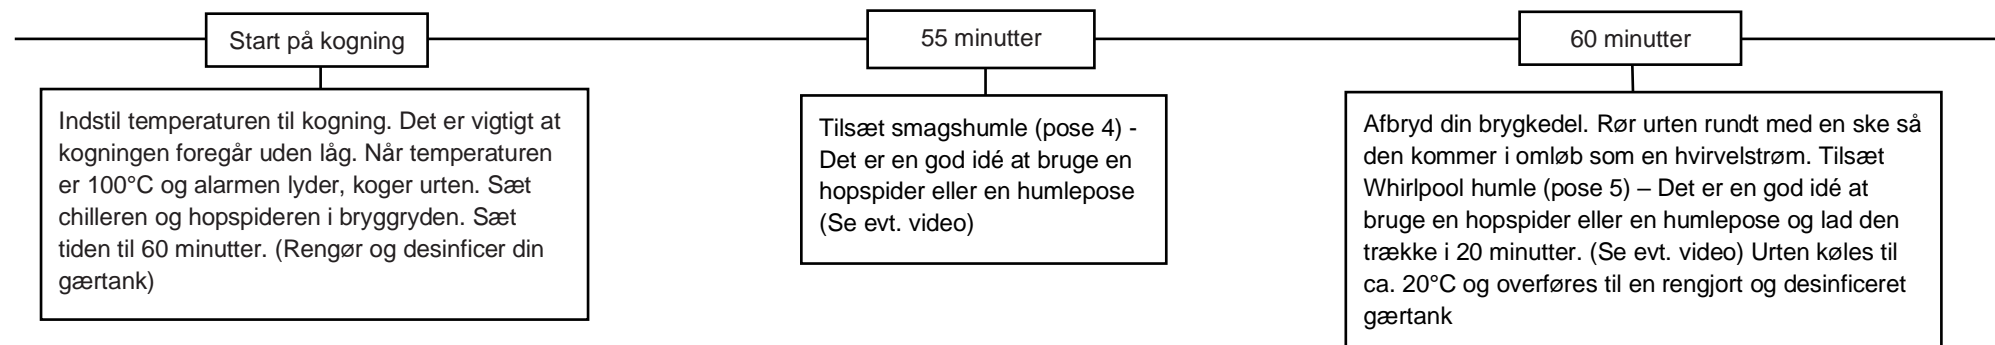 Start på kogning
Indstil temperaturen til kogning. Det er vigtigt at
kogningen foregår uden låg. Når temperaturen
er 100°C og alarmen lyder, koger urten. Sæt
chilleren og hopspideren i bryggryden. Sæt
tiden til 60 minutter. (Rengør og desinficer din
gærtank)
55 minutter
Tilsæt smagshumle (pose 4) -
Det er en god idé at bruge en
hopspider eller en humlepose
(Se evt. video)
60 minutter
Afbryd din brygkedel. Rør urten rundt med en ske så
den kommer i omløb som en hvirvelstrøm. Tilsæt
Whirlpool humle (pose 5) – Det er en god idé at
bruge en hopspider eller en humlepose og lad den
trække i 20 minutter. (Se evt. video) Urten køles til
ca. 20°C og overføres til en rengjort og desinficeret
gærtank